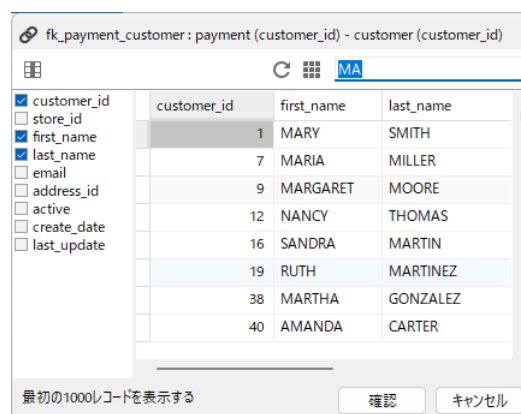 fk_payment_customer : payment (customer_id) - customer (customer_id)
MA
customer_id
store_id
first_name
last_name
email
address_id
active
create_date
last_update
customer_id first_name last_name
1 MARY SMITH
7 MARIA MILLER
9 MARGARET MOORE
12 NANCY THOMAS
16 SANDRA MARTIN
19 RUTH MARTINEZ
38 MARTHA GONZALEZ
40 AMANDA CARTER
最初の1000レコードを表示する 確認 キャンセル